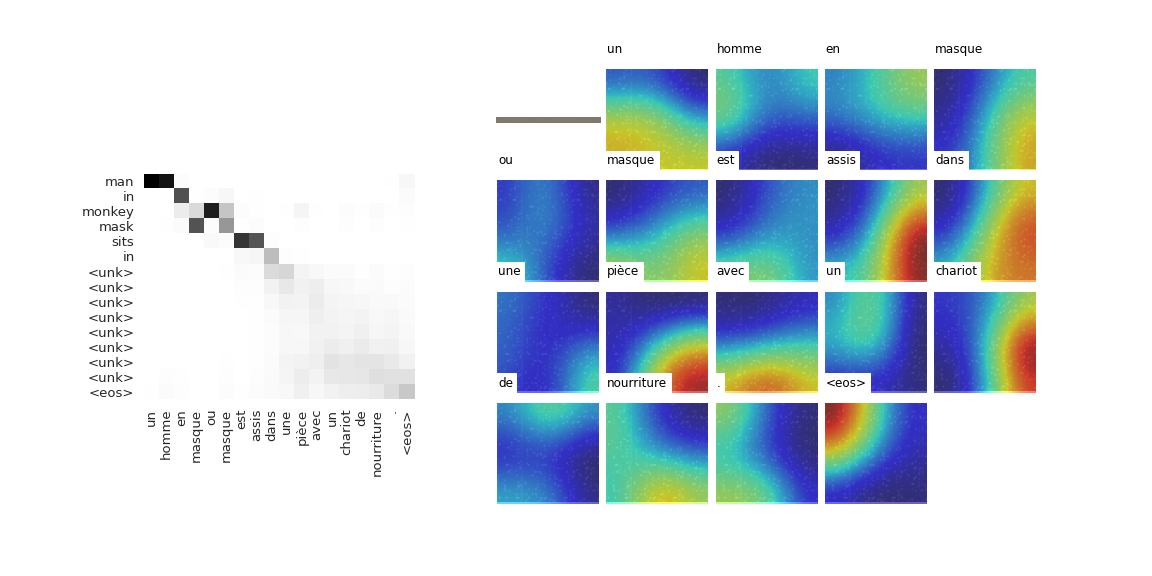 man
in
monkey
mask
sits
in
<unk>
<unk>
<unk>
<unk>
<unk>
<unk>
<unk>
<unk>
<eos>
un
homme
en
masque
ou
masque
est
assis
dans
une
pièce
avec
un
chariot
de
nourriture
.
<eos>
un homme en masque
ou masque est assis dans
une pièce avec un chariot
de nourriture . <eos>